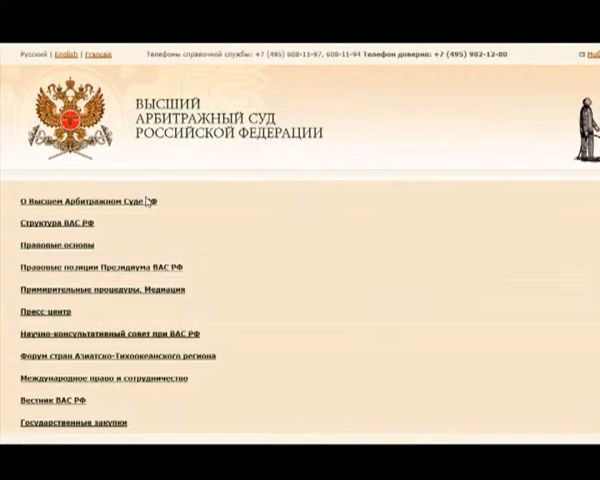 Русский | English | Français
Телефоны справочной службы: +7 (495) 608-11-97, 608-11-94 Телефон доверия: +7 (495) 982-12-80
ВЫСШИЙ
АРБИТРАЖНЫЙ СУД
РОССИЙСКОЙ ФЕДЕРАЦИИ
О Высшем Арбитражном Суде РФ
Структура ВАС РФ
Правовые основы
Правовые позиции Президиума ВАС РФ
Примирительные процедуры. Медиация
Пресс-центр
Научно-консультативный совет при ВАС РФ
Форум стран Азиатско-Тихоокеанского региона
Международное право и сотрудничество
Вестник ВАС РФ
Государственные закупки